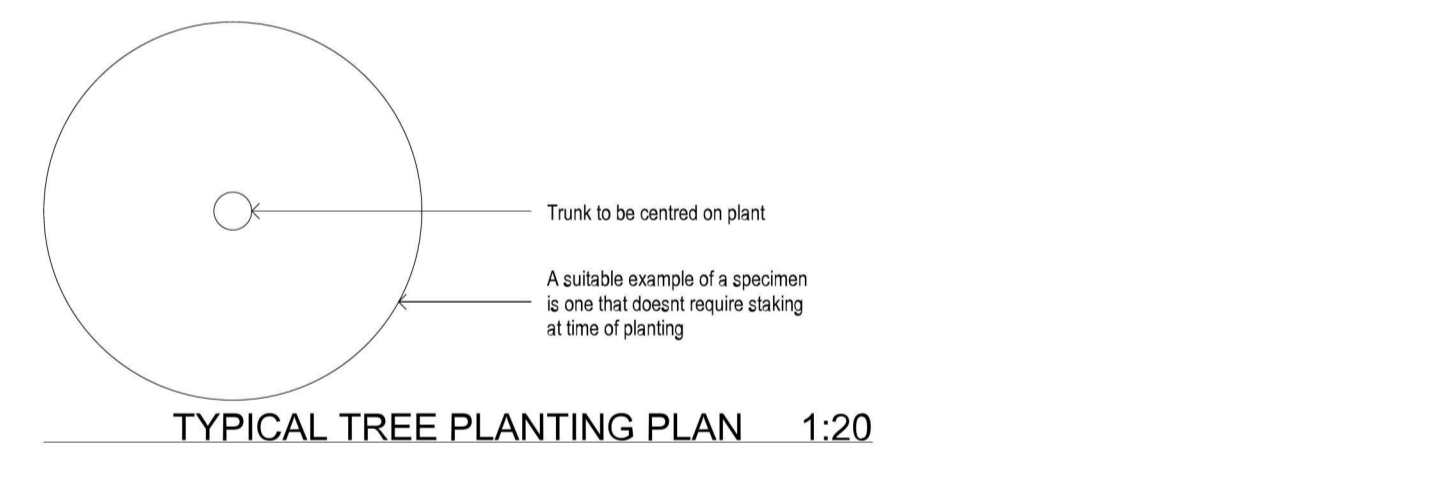 Trunk to be centred on plant
A suitable example of a specimen
is one that doesnt require staking
at time of planting
TYPICAL TREE PLANTING PLAN 1:20